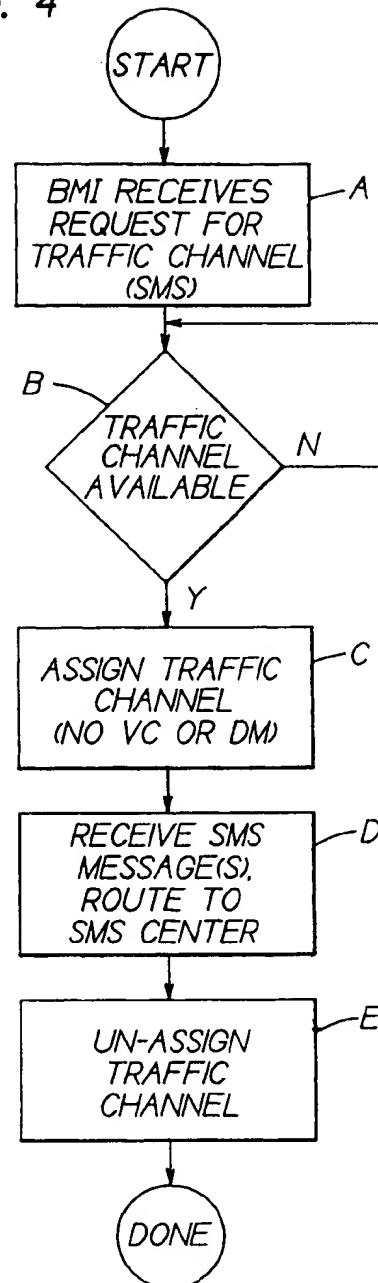 . 4
START
BMI RECEIVES
REQUEST FOR
TRAFFIC CHANNEL
(SMS)
A
B
TRAFFIC
CHANNEL
AVAILABLE
N
Y
ASSIGN TRAFFIC
CHANNEL
(NO VC OR DM)
C
RECEIVE SMS
MESSAGE(S),
ROUTE TO
SMS CENTER
D
UN-ASSIGN
TRAFFIC
CHANNEL
E
DONE